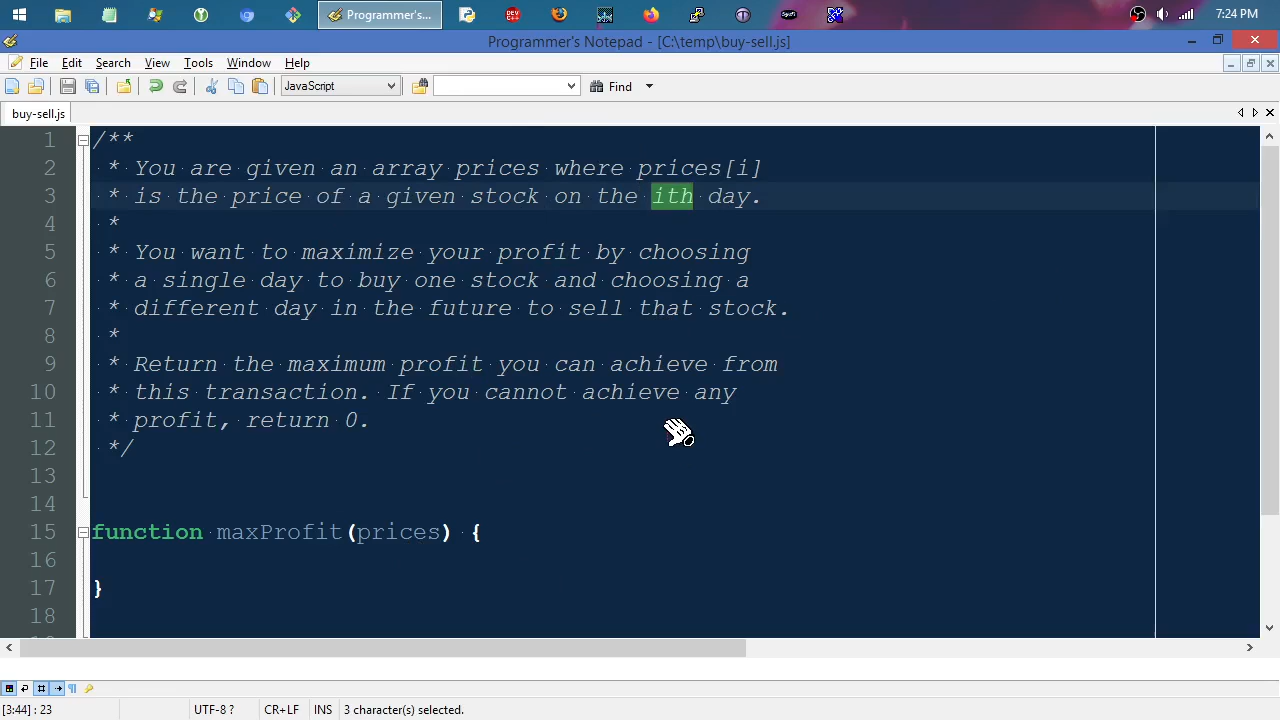 Programmer's...
7:24 PM
Programmer's Notepad - [C:\temp\buy-sell.js]
File Edit Search View Tools Window Help
JavaScript Find
buy-sell.js
1 /**
2 * You are given an array prices where prices[i]
3 * is the price of a given stock on the ith day.
4 *
5 * You want to maximize your profit by choosing
6 * a single day to buy one stock and choosing a
7 * different day in the future to sell that stock.
8 *
9 * Return the maximum profit you can achieve from
10 * this transaction. If you cannot achieve any
11 * profit, return 0.
12 */
13
14
15 function maxProfit(prices) {
16
17 }
18
[3:44] : 23 UTF-8 ? CR+LF INS 3 character(s) selected.